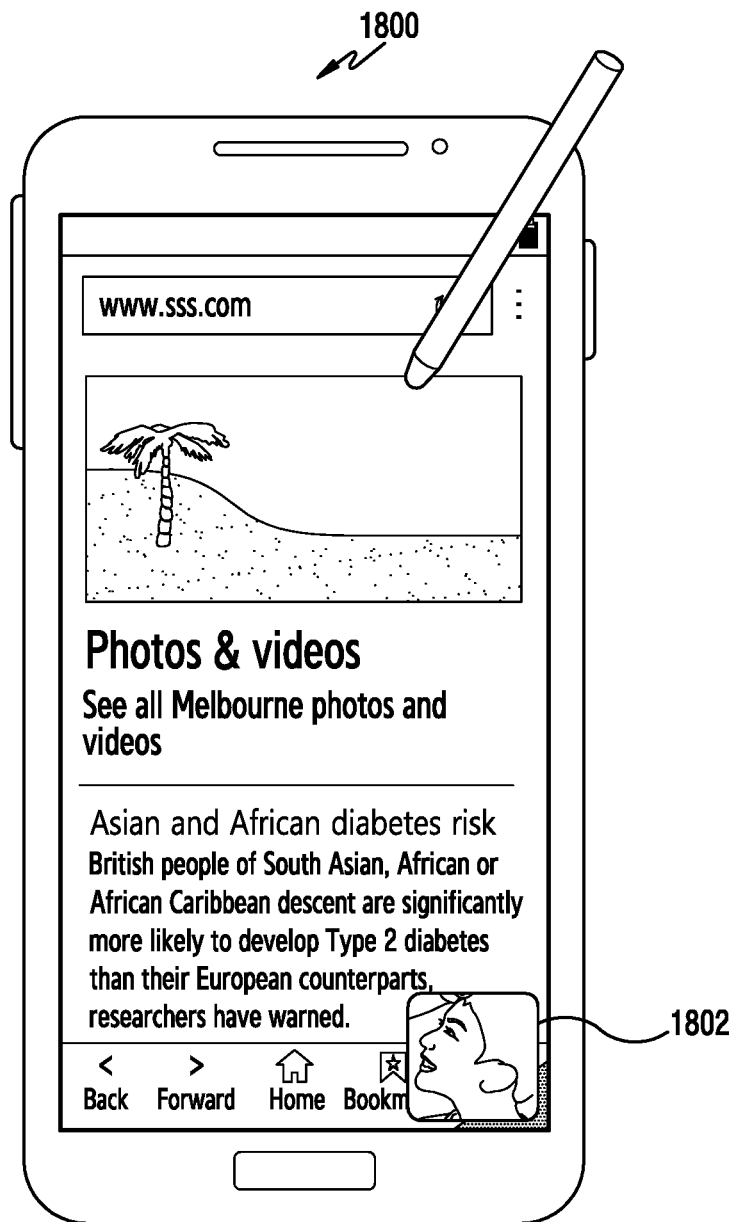 1800
www.sss.com
Photos & videos
See all Melbourne photos and
videos
Asian and African diabetes risk
British people of South Asian, African or
African Caribbean descent are significantly
more likely to develop Type 2 diabetes
than their European counterparts,
researchers have warned.
1802
< >
Back Forward Home Bookm